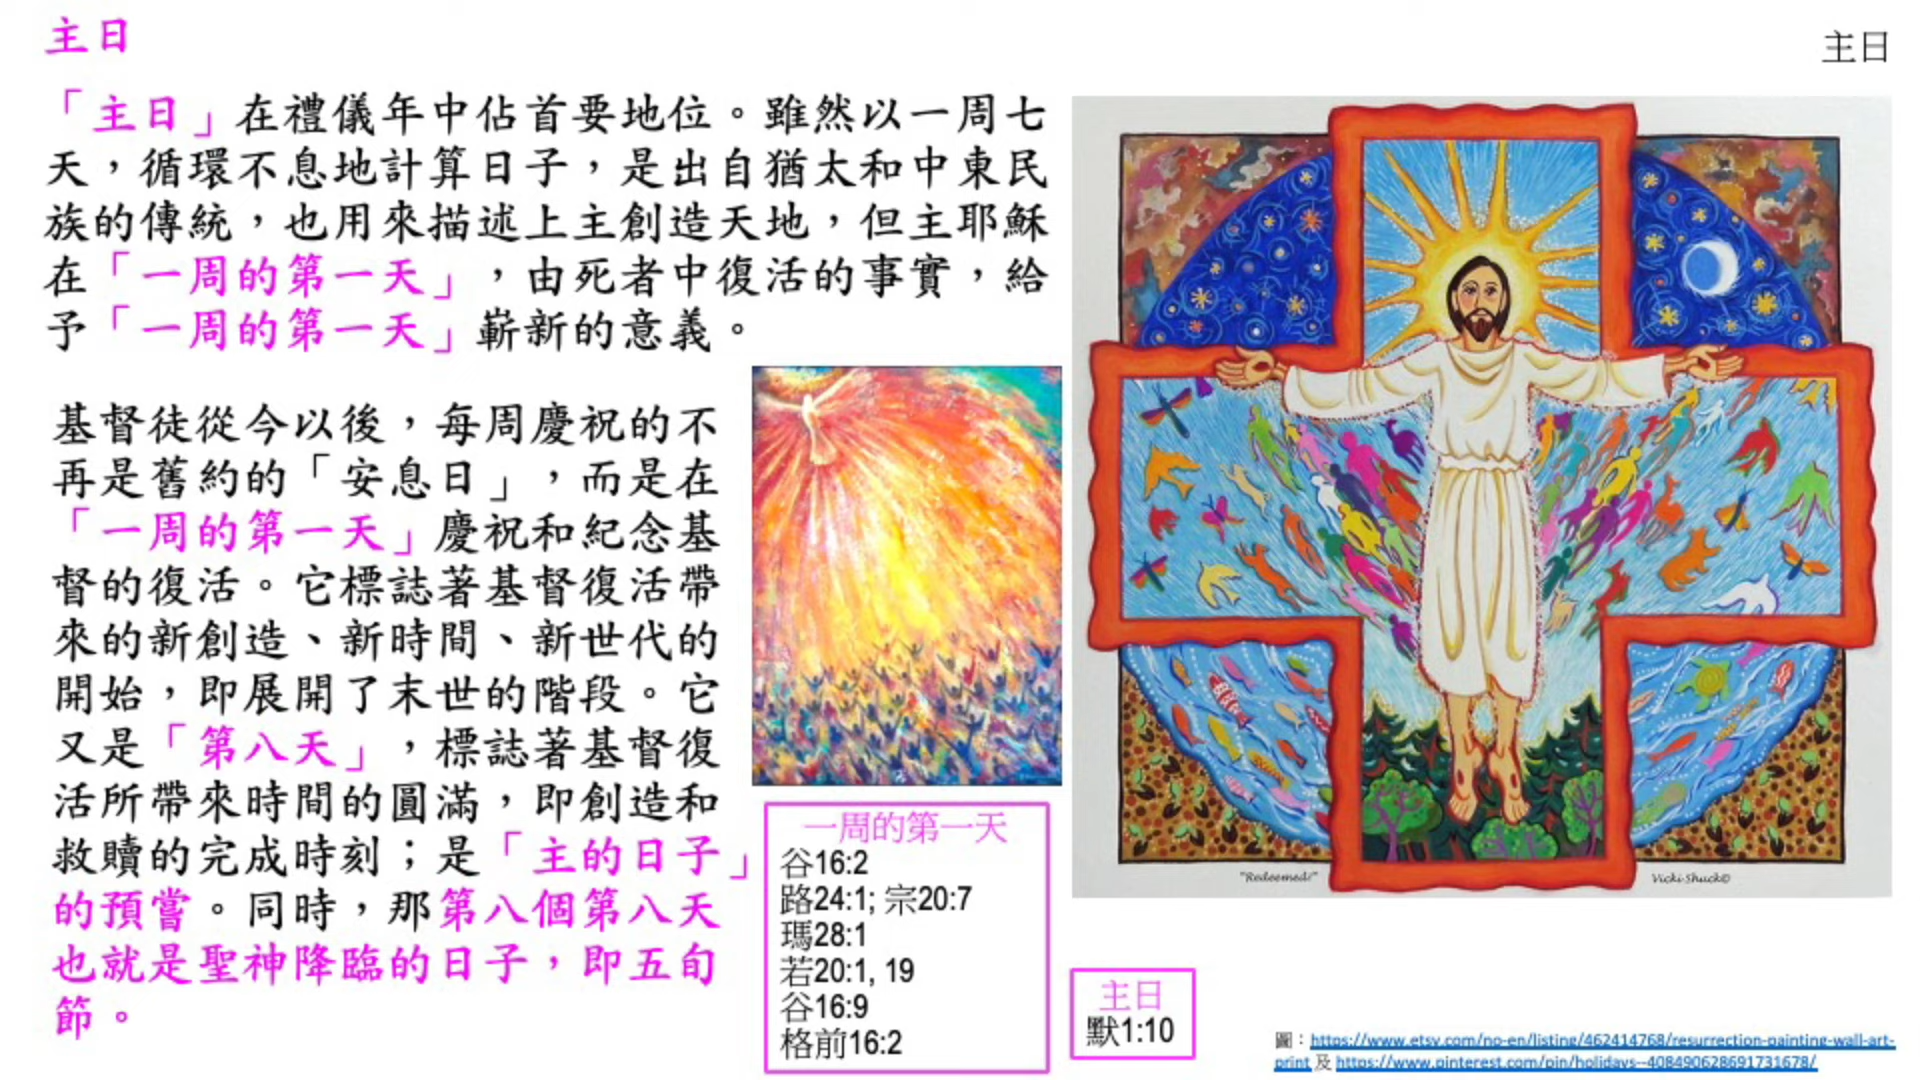 主日
主日
「主日」在禮儀年中佔首要地位。雖然以一周七
天，循環不息地計算日子，是出自猶太和中東民
族的傳統，也用來描述上主創造天地，但主耶穌
在「一周的第一天」，由死者中復活的事實，給
予「一周的第一天」嶄新的意義。
基督徒從今以後，每周慶祝的不
再是舊約的「安息日」，而是在
「一周的第一天」慶祝和紀念基
督的復活。它標誌著基督復活帶
來的新創造、新時間、新世代的
開始，即展開了末世的階段。它
又是「第八天」，標誌著基督復
活所帶來時間的圓滿，即創造和
救贖的完成時刻；是「主的日子」
的預嘗。同時，那第八個第八天
也就是聖神降臨的日子，即五旬
節。
一周的第一天
谷16:2
路24:1; 宗20:7
瑪28:1
若20:1, 19
谷16:9
格前16:2
主日
默1:10
"Redeemed!"
Vicki Shuck©
圖：https://www.etsy.com/no-en/listing/462414768/resurrection-painting-wall-art-
print 及 https://www.pinterest.com/pin/holidays--408490628691731678/